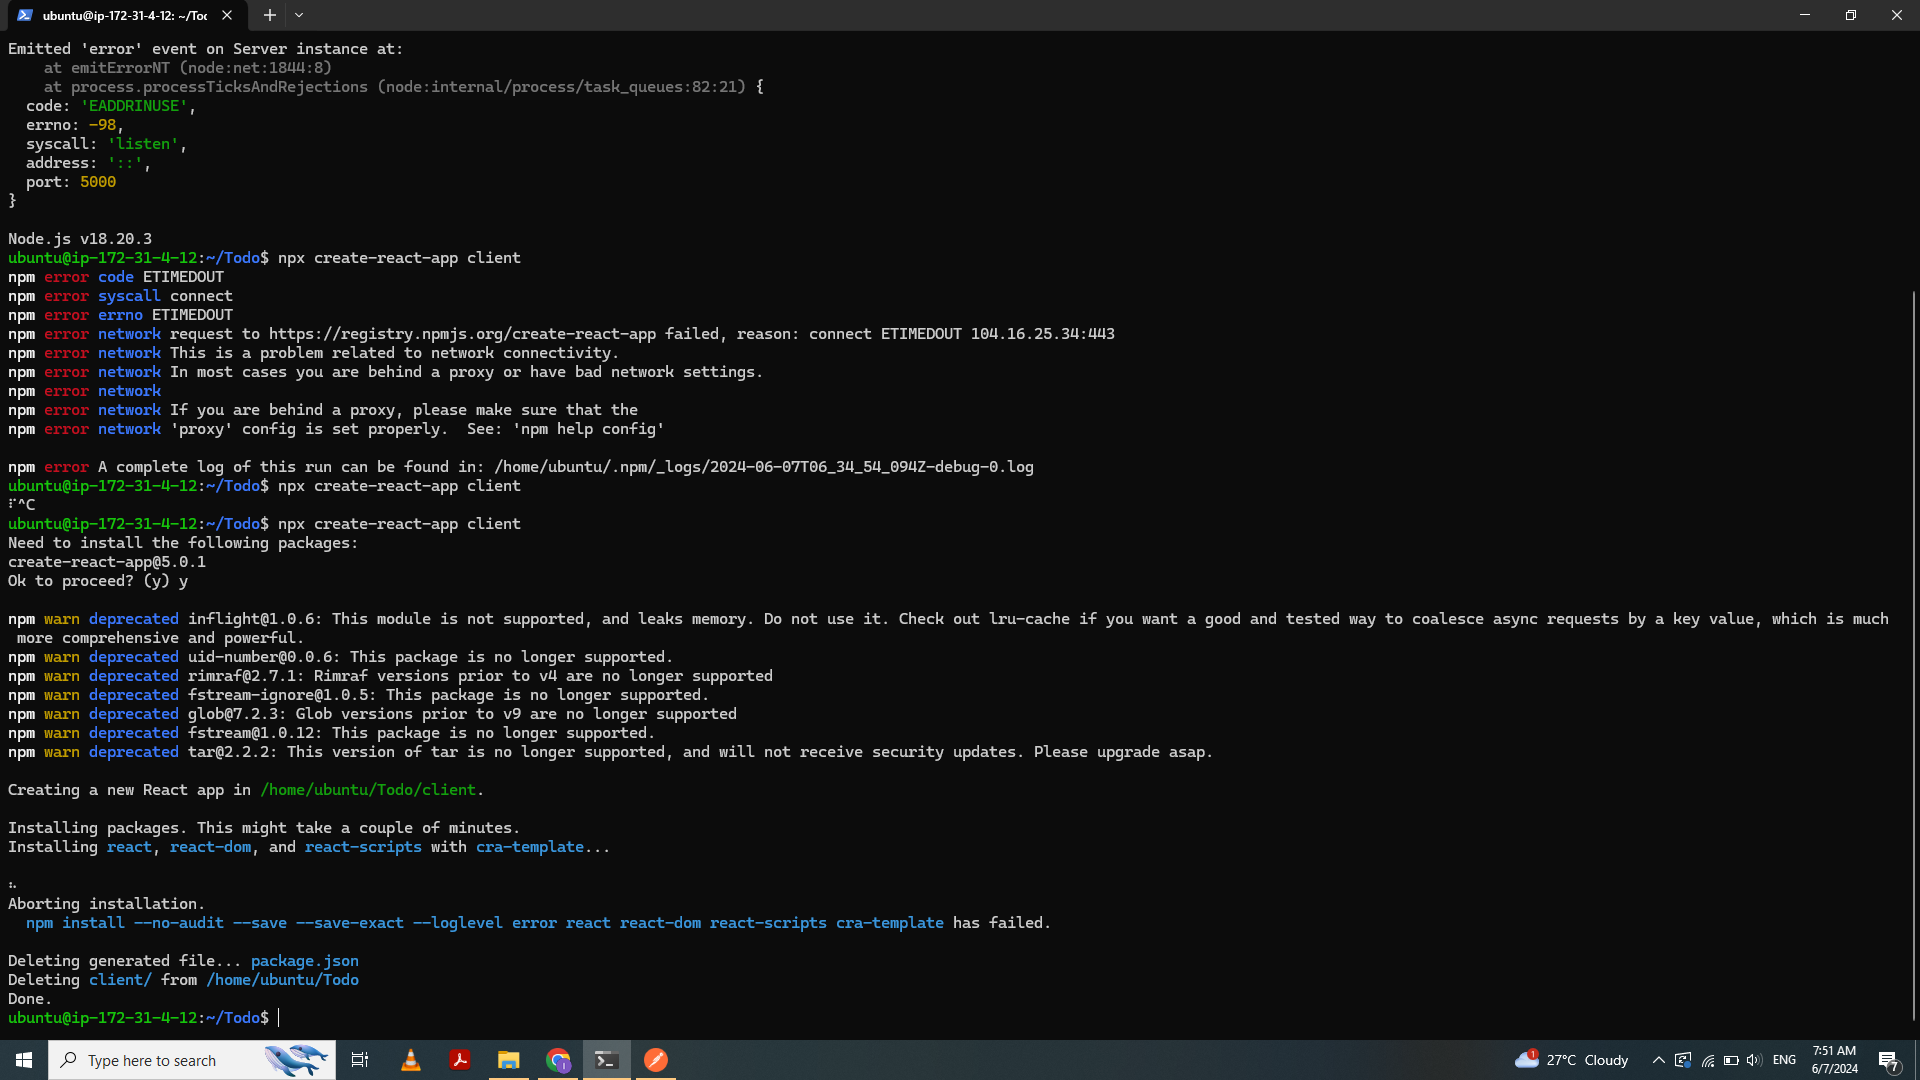 ubuntu@ip-172-31-4-12: ~/Toc
Emitted 'error' event on Server instance at:
    at emitErrorNT (node:net:1844:8)
    at process.processTicksAndRejections (node:internal/process/task_queues:82:21) {
  code: 'EADDRINUSE',
  errno: -98,
  syscall: 'listen',
  address: '::',
  port: 5000
}
Node.js v18.20.3
ubuntu@ip-172-31-4-12:~/Todo$ npx create-react-app client
npm error code ETIMEDOUT
npm error syscall connect
npm error errno ETIMEDOUT
npm error network request to https://registry.npmjs.org/create-react-app failed, reason: connect ETIMEDOUT 104.16.25.34:443
npm error network This is a problem related to network connectivity.
npm error network In most cases you are behind a proxy or have bad network settings.
npm error network
npm error network If you are behind a proxy, please make sure that the
npm error network 'proxy' config is set properly.  See: 'npm help config'
npm error A complete log of this run can be found in: /home/ubuntu/.npm/_logs/2024-06-07T06_34_54_094Z-debug-0.log
ubuntu@ip-172-31-4-12:~/Todo$ npx create-react-app client
^C
ubuntu@ip-172-31-4-12:~/Todo$ npx create-react-app client
Need to install the following packages:
create-react-app@5.0.1
Ok to proceed? (y) y
npm warn deprecated inflight@1.0.6: This module is not supported, and leaks memory. Do not use it. Check out lru-cache if you want a good and tested way to coalesce async requests by a key value, which is much
 more comprehensive and powerful.
npm warn deprecated uid-number@0.0.6: This package is no longer supported.
npm warn deprecated rimraf@2.7.1: Rimraf versions prior to v4 are no longer supported
npm warn deprecated fstream-ignore@1.0.5: This package is no longer supported.
npm warn deprecated glob@7.2.3: Glob versions prior to v9 are no longer supported
npm warn deprecated fstream@1.0.12: This package is no longer supported.
npm warn deprecated tar@2.2.2: This version of tar is no longer supported, and will not receive security updates. Please upgrade asap.
Creating a new React app in /home/ubuntu/Todo/client.
Installing packages. This might take a couple of minutes.
Installing react, react-dom, and react-scripts with cra-template...
Aborting installation.
  npm install --no-audit --save --save-exact --loglevel error react react-dom react-scripts cra-template has failed.
Deleting generated file... package.json
Deleting client/ from /home/ubuntu/Todo
Done.
ubuntu@ip-172-31-4-12:~/Todo$
Type here to search
1
27°C Cloudy
ENG
7:51 AM
6/7/2024
7